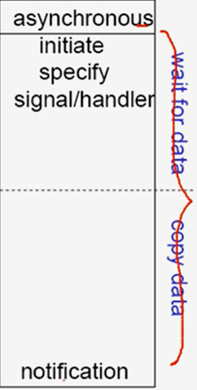 asynchronous
initiate
specify
signal/handler
wait for data
copy data
notification